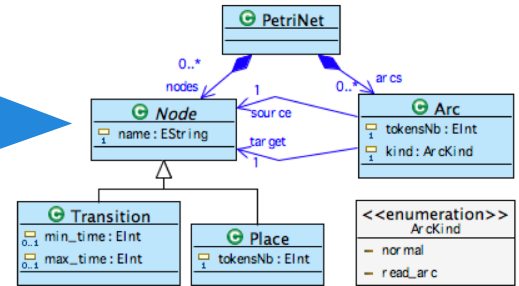 PetriNet
0..*
nodes
0..*
arcs
1
source
target
1
Node
1 name : EString
Arc
1 tokensNb : EInt
1 kind : ArcKind
Transition
0..1 min_time : EInt
0..1 max_time : EInt
Place
1 tokensNb : EInt
<<enumeration>>
ArcKind
normal
read_arc